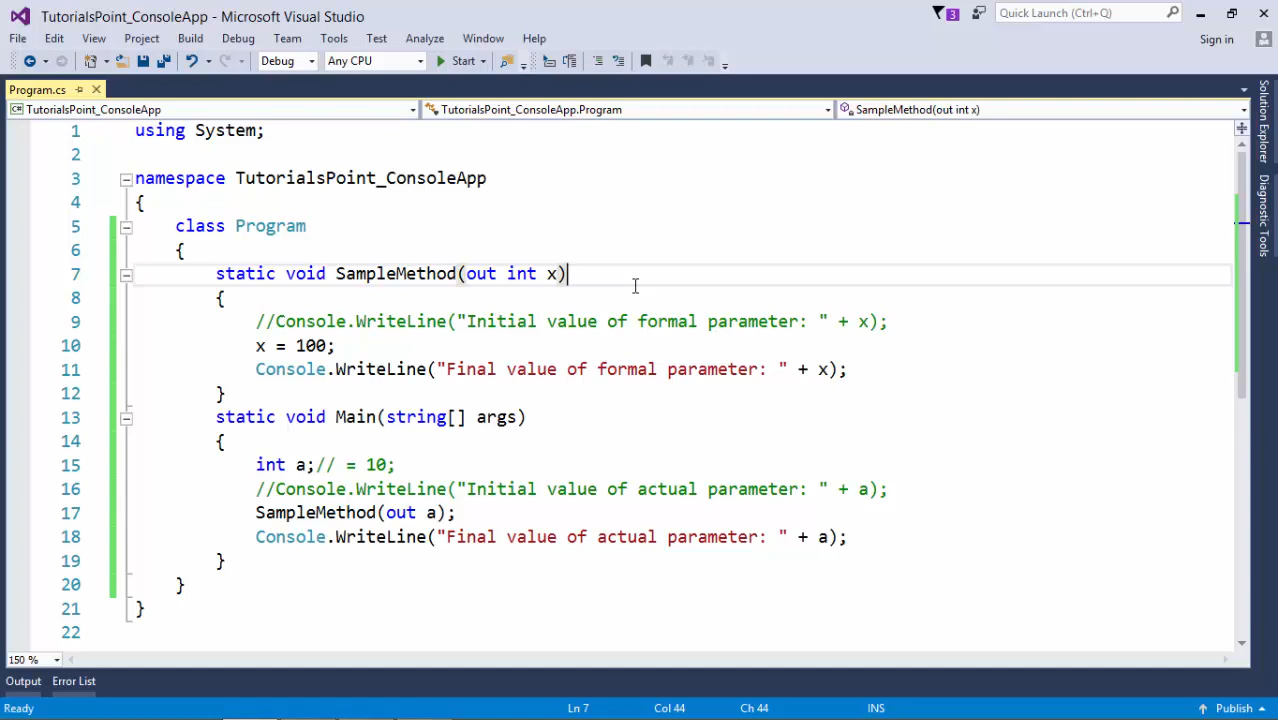 TutorialsPoint_ConsoleApp - Microsoft Visual Studio
3
Quick Launch (Ctrl+Q)
File Edit View Project Build Debug Team Tools Test Analyze Window Help
Sign in
Debug Any CPU Start
Program.cs
TutorialsPoint_ConsoleApp TutorialsPoint_ConsoleApp.Program SampleMethod(out int x)
1 using System;
2
3 namespace TutorialsPoint_ConsoleApp
4 {
5 class Program
6 {
7 static void SampleMethod(out int x)
8 {
9 //Console.WriteLine("Initial value of formal parameter: " + x);
10 x = 100;
11 Console.WriteLine("Final value of formal parameter: " + x);
12 }
13 static void Main(string[] args)
14 {
15 int a;// = 10;
16 //Console.WriteLine("Initial value of actual parameter: " + a);
17 SampleMethod(out a);
18 Console.WriteLine("Final value of actual parameter: " + a);
19 }
20 }
21 }
22
Solution Explorer
Diagnostic Tools
150 %
Output Error List
Ready Ln 7 Col 44 Ch 44 INS Publish